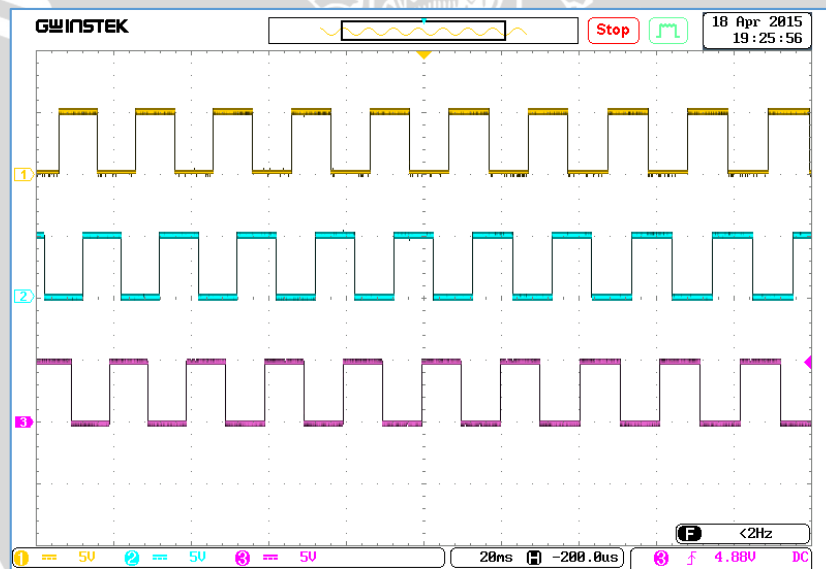 GWINSTEK
Stop
18 Apr 2015
19:25:56
1
2
3
F <2Hz
1 5V 2 5V 3 5V
20ms H -200.0us
3 4.88V DC